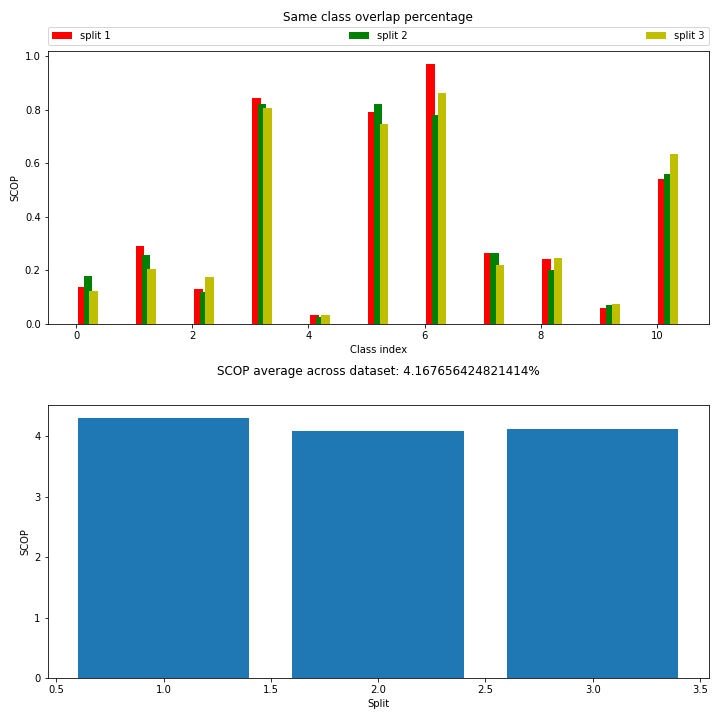 Same class overlap percentage
split 1 split 2 split 3
1.0
0.8
0.6
0.4
0.2
0.0
SCOP
0 2 4 6 8 10
Class index
SCOP average across dataset: 4.167656424821414%
4
3
2
1
0
SCOP
0.5 1.0 1.5 2.0 2.5 3.0 3.5
Split